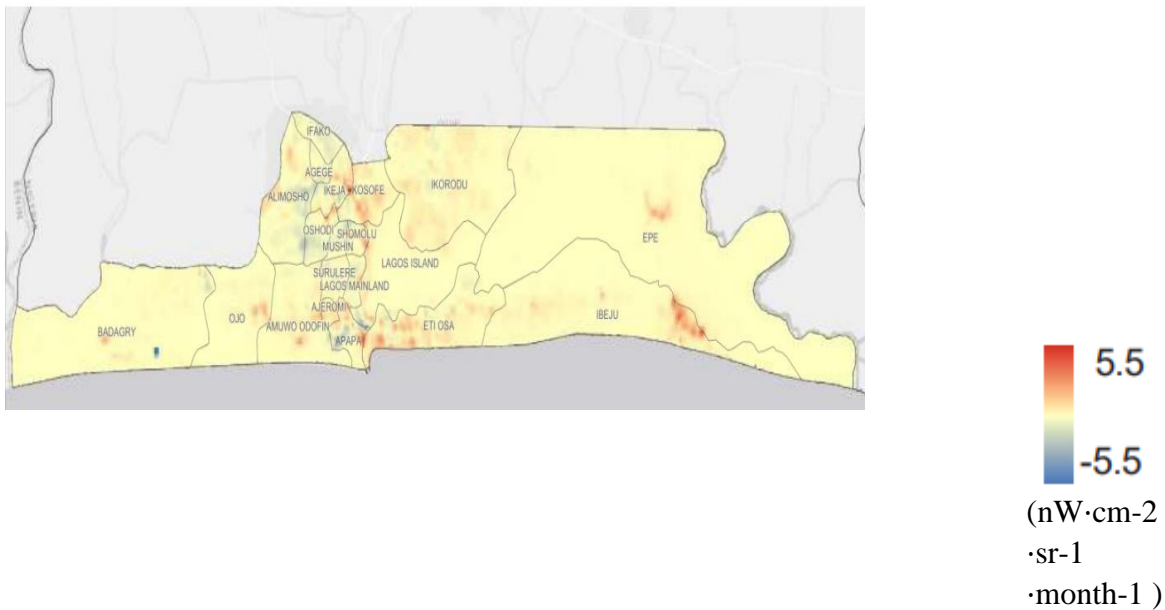 IFAKO
AGEGE
ALIMOSHO
IKEJA
KOSOFE
IKORODU
OSHODI
SHOMOLU
MUSHIN
EPE
LAGOS ISLAND
SURULERE
LAGOS MAINLAND
AJEROMI
IBEJU
BADAGRY
OJO
AMUWO ODOFIN
ETI OSA
APAPA
5.5
-5.5
(nW·cm-2
·sr-1
·month-1 )